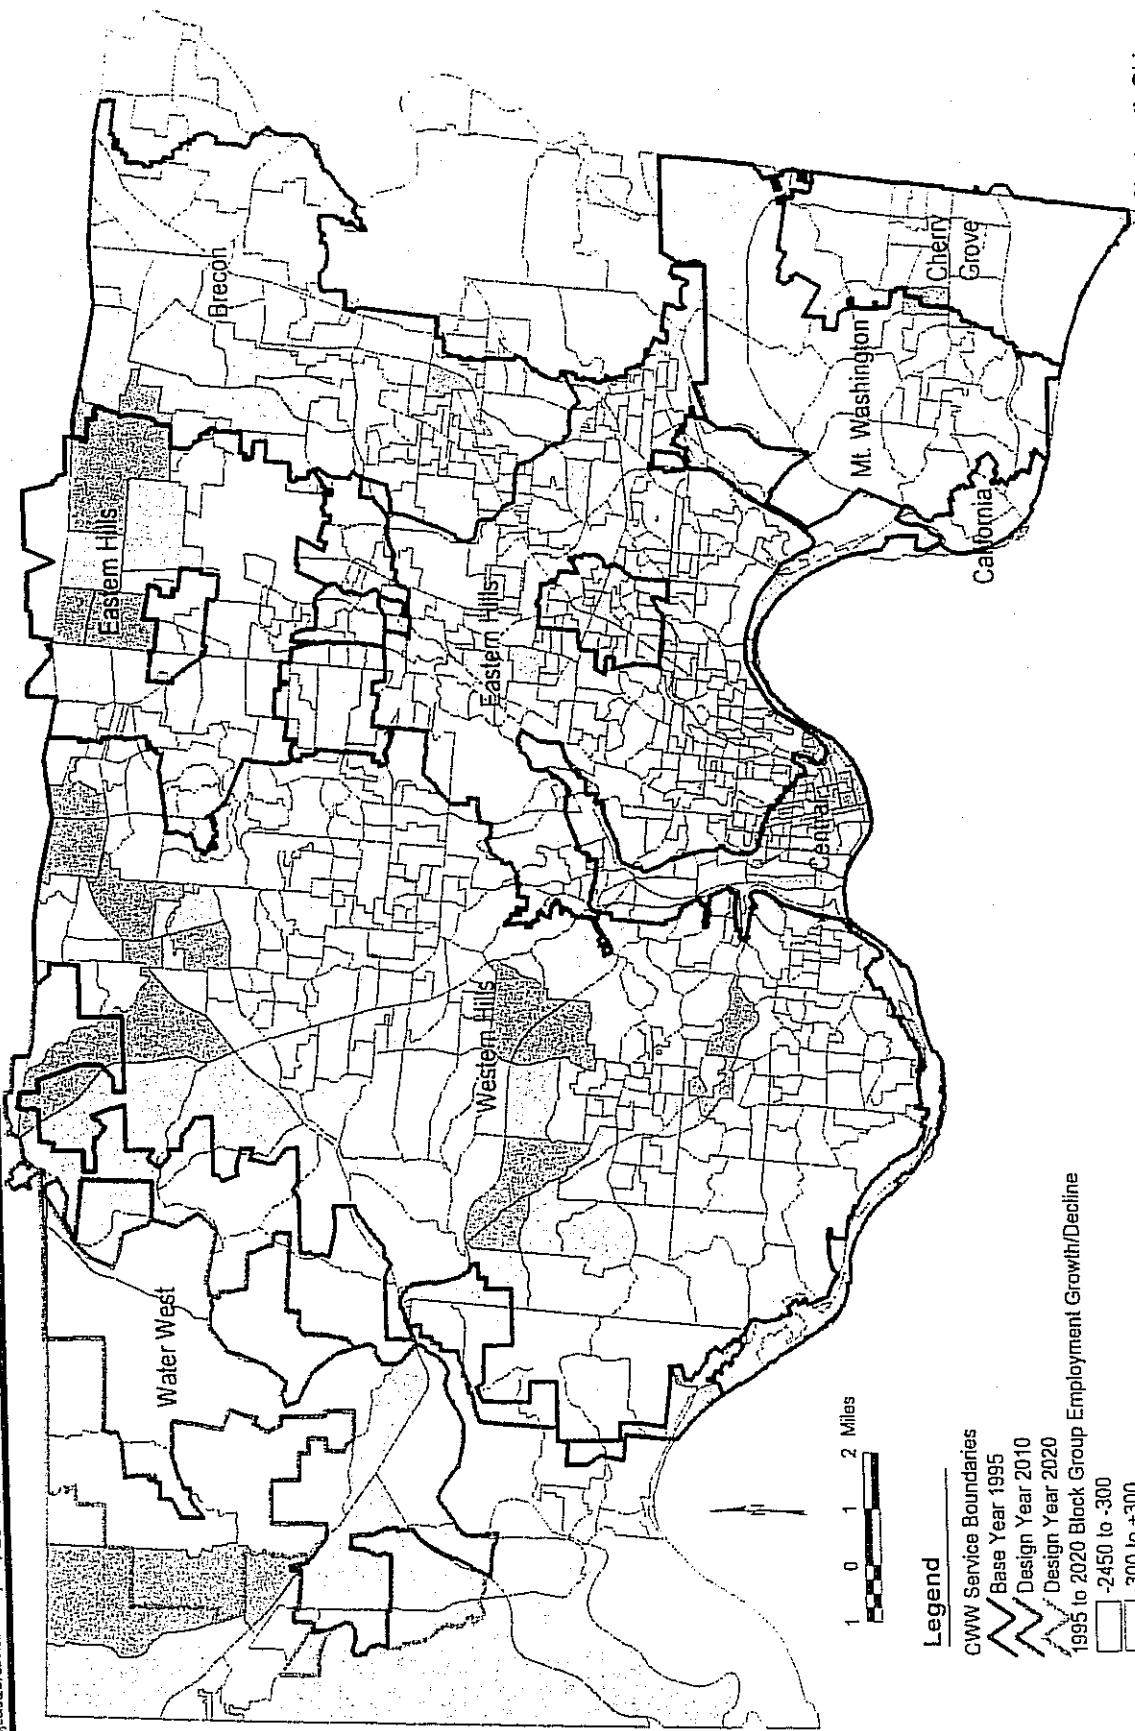 Water West
Western Hills
Eastern Hills
Eastern Hills
Brecon
Central
California
Mt. Washington
Cherry
Grove
1 0 1 2 Miles
Legend
CWW Service Boundaries
Base Year 1995
Design Year 2010
Design Year 2020
1995 to 2020 Block Group Employment Growth/Decline
-2450 to -300